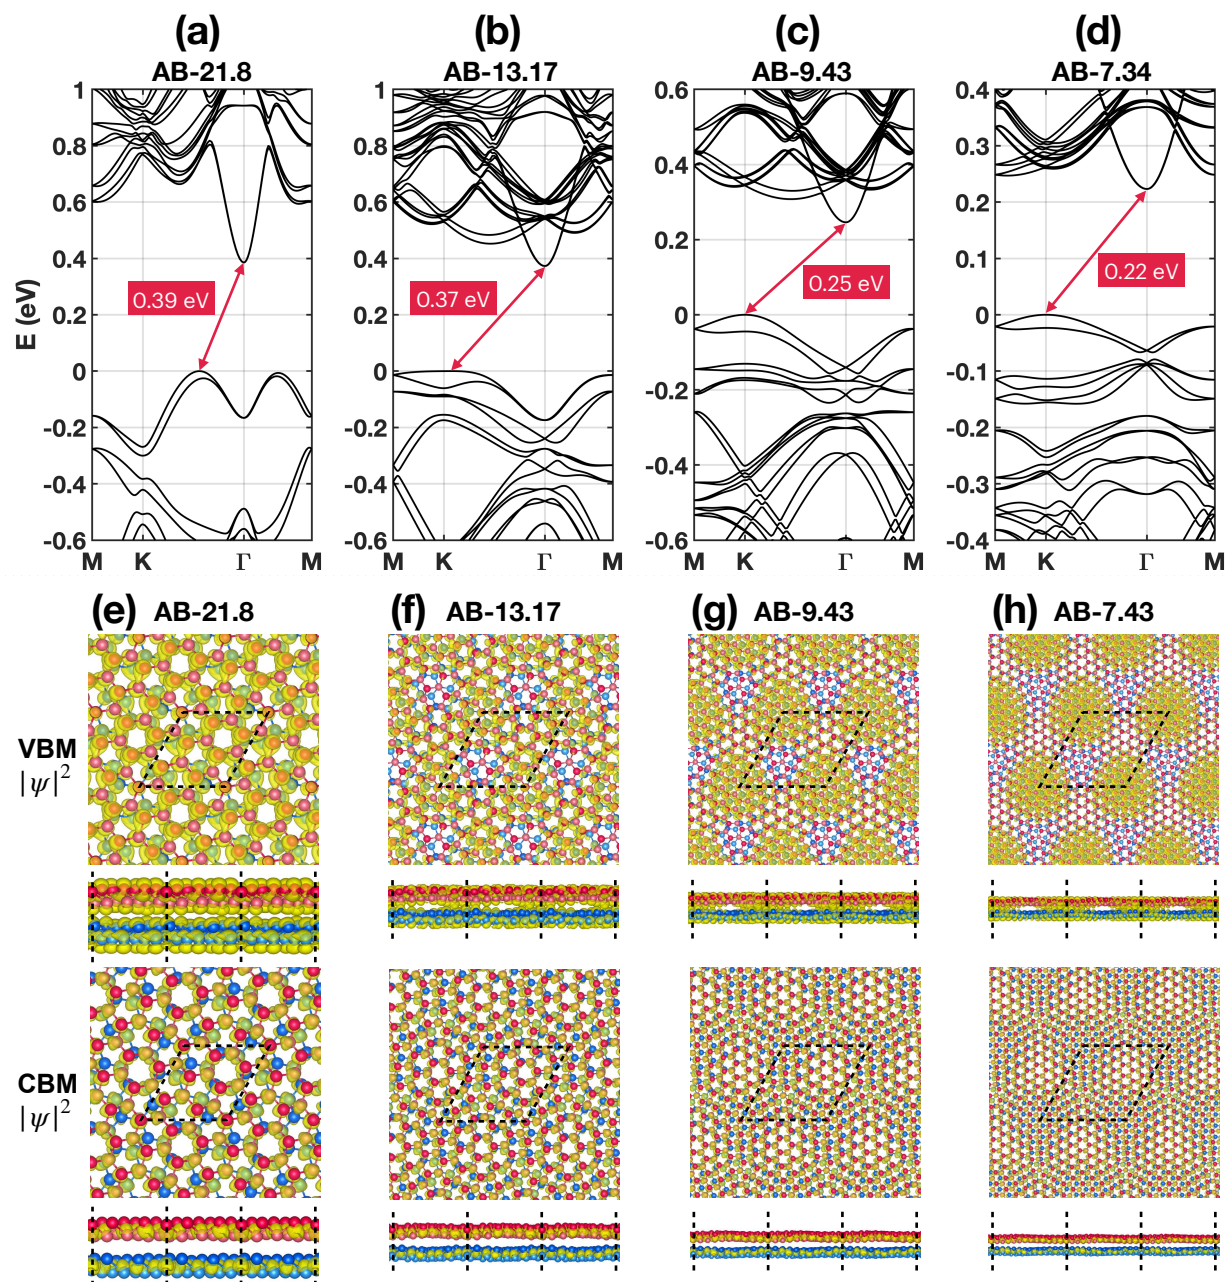 (a) (b) (c) (d)
AB-21.8 AB-13.17 AB-9.43 AB-7.34
E (eV)
1
0.8
0.6
0.4
0.2
0
-0.2
-0.4
-0.6
0.39 eV
M K Γ M
1
0.8
0.6
0.4
0.2
0
-0.2
-0.4
-0.6
0.37 eV
M K Γ M
0.6
0.4
0.2
0
-0.2
-0.4
-0.6
0.25 eV
M K Γ M
0.4
0.3
0.2
0.1
0
-0.1
-0.2
-0.3
-0.4
0.22 eV
M K Γ M
(e) AB-21.8 (f) AB-13.17 (g) AB-9.43 (h) AB-7.43
VBM
|ψ|²
CBM
|ψ|²